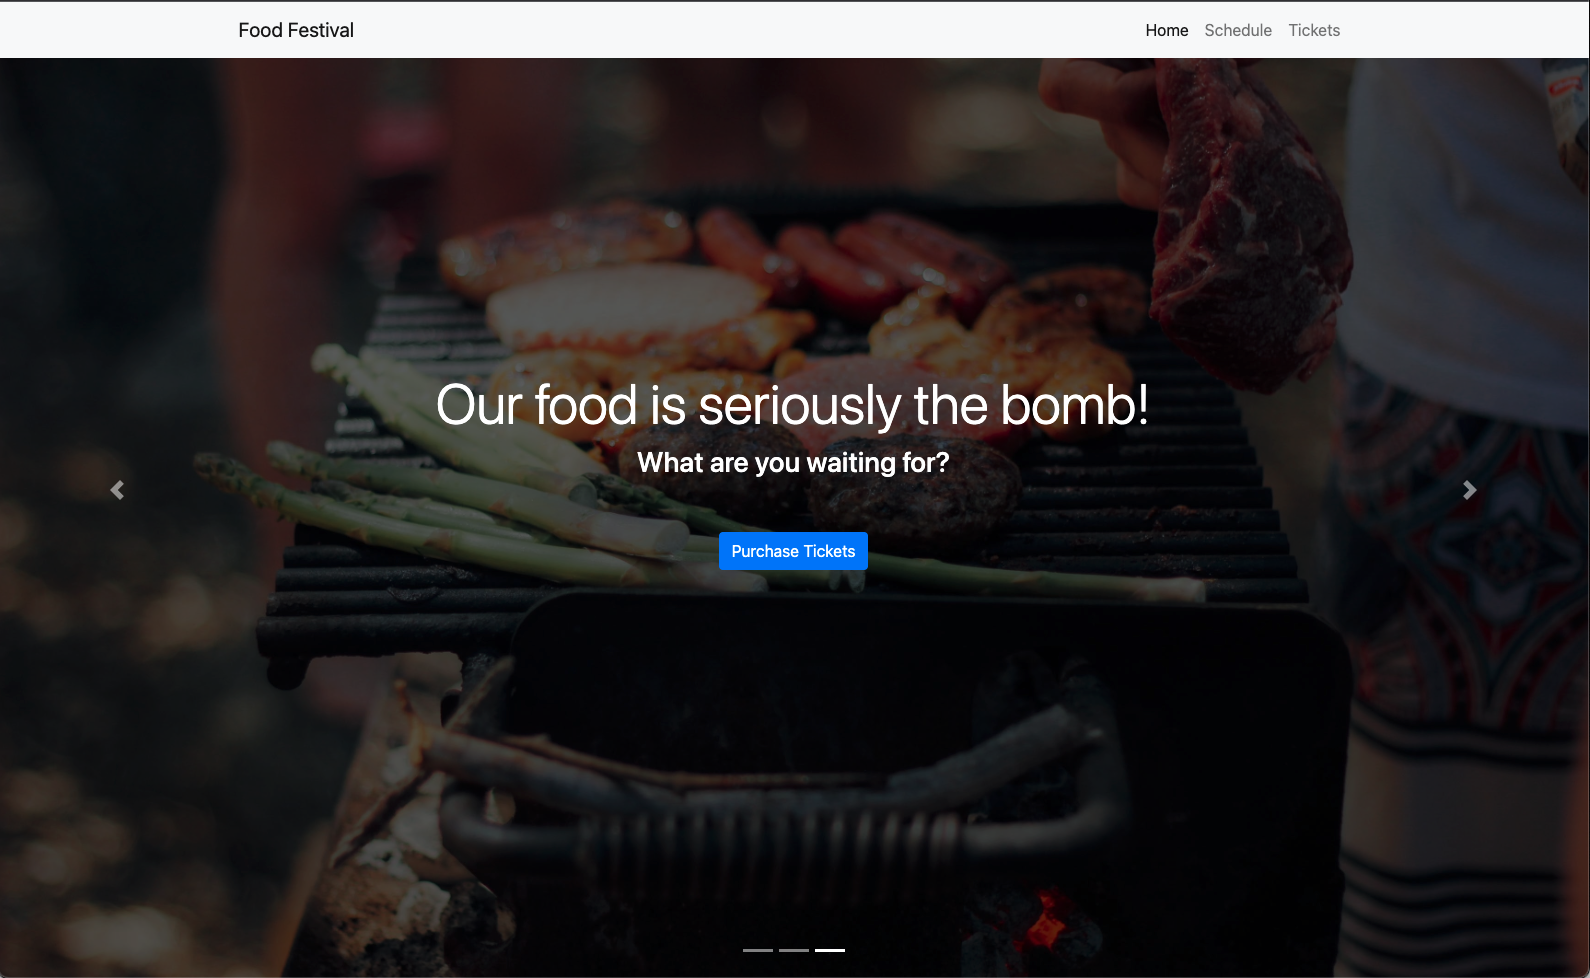 Food Festival
Home Schedule Tickets
Our food is seriously the bomb!
What are you waiting for?
Purchase Tickets